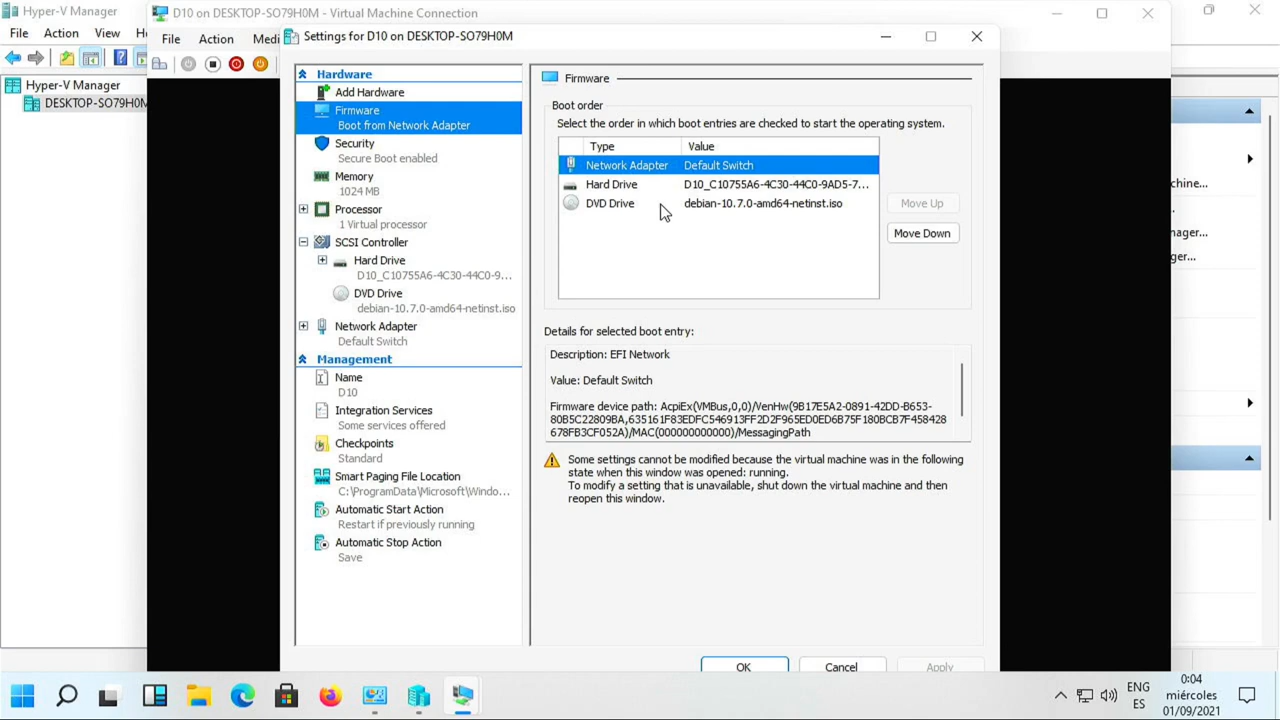 Hyper-V Manager
File Action View H
Hyper-V Manager
DESKTOP-SO79H0M
D10 on DESKTOP-SO79H0M - Virtual Machine Connection
File Action Medi
Settings for D10 on DESKTOP-SO79H0M
Hardware
Add Hardware
Firmware
Boot from Network Adapter
Security
Secure Boot enabled
Memory
1024 MB
Processor
1 Virtual processor
SCSI Controller
Hard Drive
D10_C10755A6-4C30-44C0-9...
DVD Drive
debian-10.7.0-amd64-netinst.iso
Network Adapter
Default Switch
Management
Name
D10
Integration Services
Some services offered
Checkpoints
Standard
Smart Paging File Location
C:\ProgramData\Microsoft\Windo...
Automatic Start Action
Restart if previously running
Automatic Stop Action
Save
Firmware
Boot order
Select the order in which boot entries are checked to start the operating system.
Type Value
Network Adapter Default Switch
Hard Drive D10_C10755A6-4C30-44C0-9AD5-7...
DVD Drive debian-10.7.0-amd64-netinst.iso
Move Up
Move Down
Details for selected boot entry:
Description: EFI Network
Value: Default Switch
Firmware device path: AcpiEx(VMBus,0,0)/VenHw(9B17E5A2-0891-42DD-B653-
80B5C22809BA,635161F83EDFC546913FF2D2F965ED0ED6B75F180BCB7F458428
678FB3CF052A)/MAC(000000000000)/MessagingPath
Some settings cannot be modified because the virtual machine was in the following
state when this window was opened: running.
To modify a setting that is unavailable, shut down the virtual machine and then
reopen this window.
OK Cancel Apply
chine...
nager...
ger...
ENG
ES
0:04
miércoles
01/09/2021